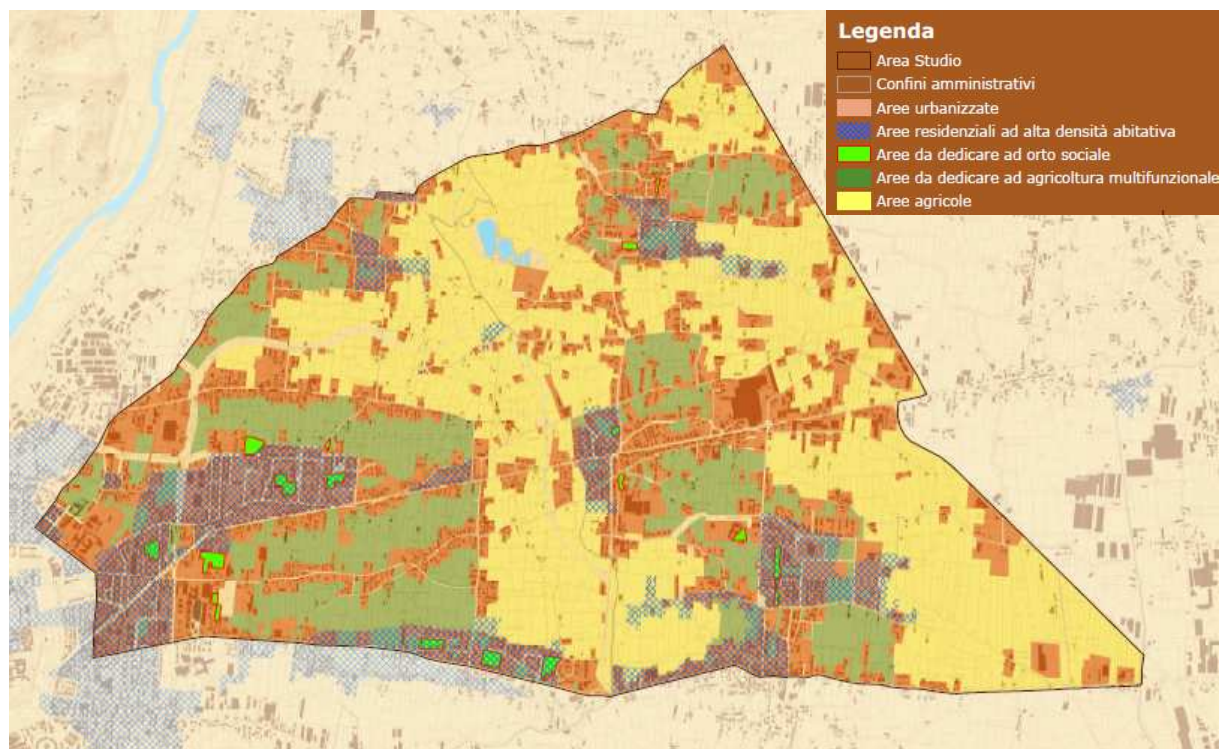 Legenda
Area Studio
Confini amministrativi
Aree urbanizzate
Aree residenziali ad alta densità abitativa
Aree da dedicare ad orto sociale
Aree da dedicare ad agricoltura multifunzionale
Aree agricole